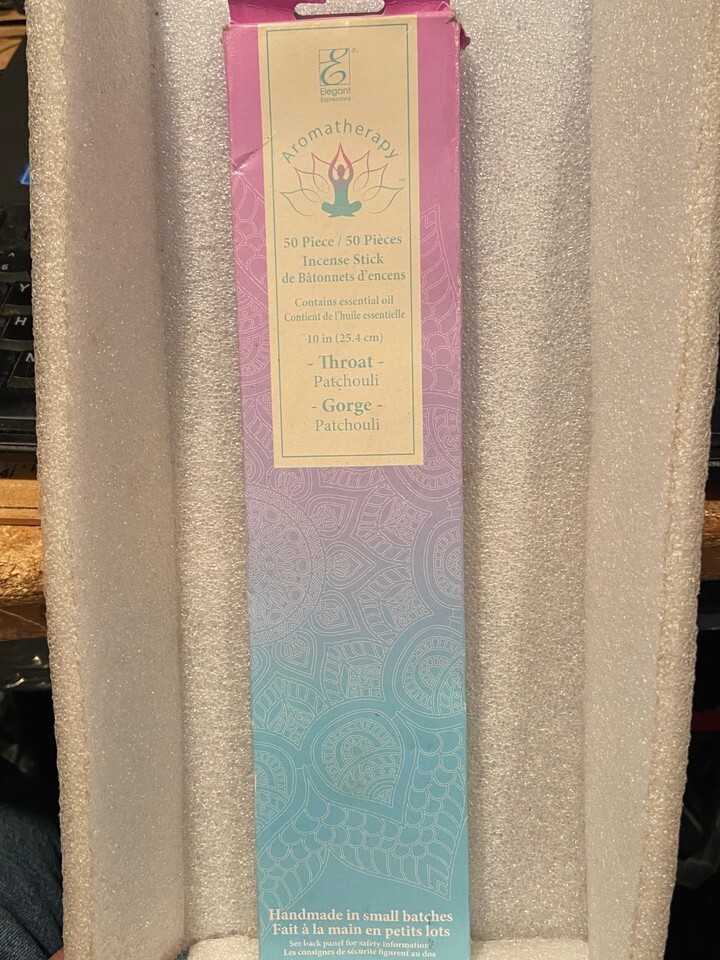 Elegant
Expressions
Aromatherapy
50 Piece / 50 Pièces
Incense Stick
de Bâtonnets d'encens
Contains essential oil
Contient de l'huile essentielle
10 in (25.4 cm)
- Throat -
Patchouli
- Gorge -
Patchouli
Handmade in small batches
Fait à la main en petits lots
See back panel for safety information
Les consignes de sécurité figurent au dos
Y
H
N